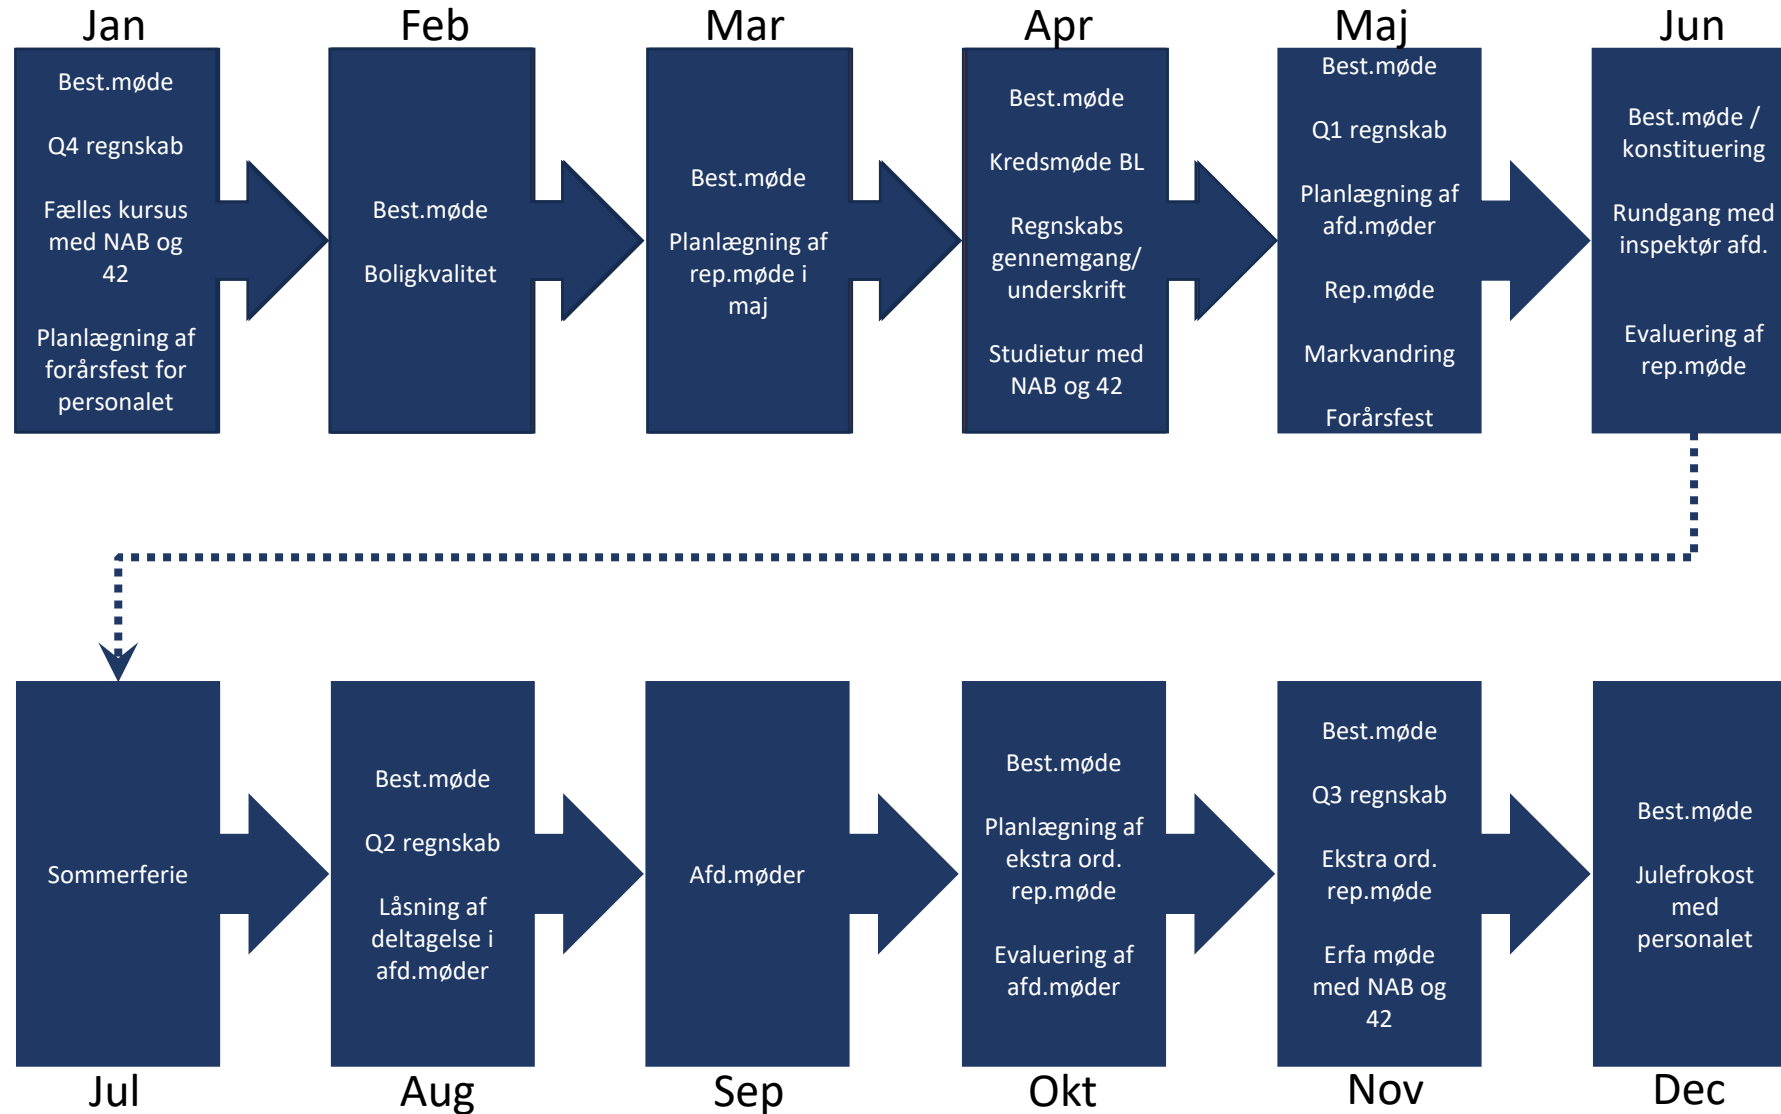 Jan
Best.møde
Q4 regnskab
Fælles kursus
med NAB og
42
Planlægning af
forårsfest for
personalet
Feb
Best.møde
Boligkvalitet
Mar
Best.møde
Planlægning af
rep.møde i
maj
Apr
Best.møde
Kredsmøde BL
Regnskabs
gennemgang/
underskrift
Studietur med
NAB og 42
Maj
Best.møde
Q1 regnskab
Planlægning af
afd.møder
Rep.møde
Markvandring
Forårsfest
Jun
Best.møde /
konstituering
Rundgang med
inspektør afd.
Evaluering af
rep.møde
Sommerferie
Jul
Best.møde
Q2 regnskab
Låsning af
deltagelse i
afd.møder
Aug
Afd.møder
Sep
Best.møde
Planlægning af
ekstra ord.
rep.møde
Evaluering af
afd.møder
Okt
Best.møde
Q3 regnskab
Ekstra ord.
rep.møde
Erfa møde
med NAB og
42
Nov
Best.møde
Julefrokost
med
personalet
Dec